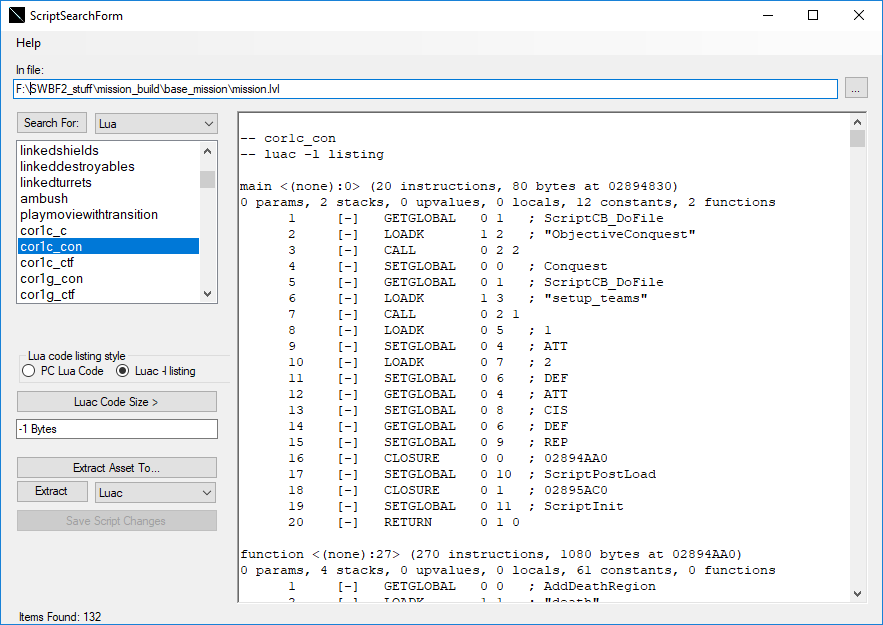 ScriptSearchForm
Help
In file:
F:\SWBF2_stuff\mission_build\base_mission\mission.lvl
...
Search For:
Lua
linkedshields
linkeddestroyables
linkedturrets
ambush
playmoviewithtransition
cor1c_c
cor1c_con
cor1c_ctf
cor1g_con
cor1g_ctf
Lua code listing style
PC Lua Code
Luac -l listing
Luac Code Size >
-1 Bytes
Extract Asset To...
Extract
Luac
Save Script Changes
Items Found: 132
-- cor1c_con
-- luac -l listing
main <(none):0> (20 instructions, 80 bytes at 02894830)
0 params, 2 stacks, 0 upvalues, 0 locals, 12 constants, 2 functions
1 [-] GETGLOBAL 0 1 ; ScriptCB_DoFile
2 [-] LOADK 1 2 ; "ObjectiveConquest"
3 [-] CALL 0 2 2
4 [-] SETGLOBAL 0 0 ; Conquest
5 [-] GETGLOBAL 0 1 ; ScriptCB_DoFile
6 [-] LOADK 1 3 ; "setup_teams"
7 [-] CALL 0 2 1
8 [-] LOADK 0 5 ; 1
9 [-] SETGLOBAL 0 4 ; ATT
10 [-] LOADK 0 7 ; 2
11 [-] SETGLOBAL 0 6 ; DEF
12 [-] GETGLOBAL 0 4 ; ATT
13 [-] SETGLOBAL 0 8 ; CIS
14 [-] GETGLOBAL 0 6 ; DEF
15 [-] SETGLOBAL 0 9 ; REP
16 [-] CLOSURE 0 0 ; 02894AA0
17 [-] SETGLOBAL 0 10 ; ScriptPostLoad
18 [-] CLOSURE 0 1 ; 02895AC0
19 [-] SETGLOBAL 0 11 ; ScriptInit
20 [-] RETURN 0 1 0
function <(none):27> (270 instructions, 1080 bytes at 02894AA0)
0 params, 4 stacks, 0 upvalues, 0 locals, 61 constants, 0 functions
1 [-] GETGLOBAL 0 0 ; AddDeathRegion
2 [-] LOADK 1 1 ; "death"